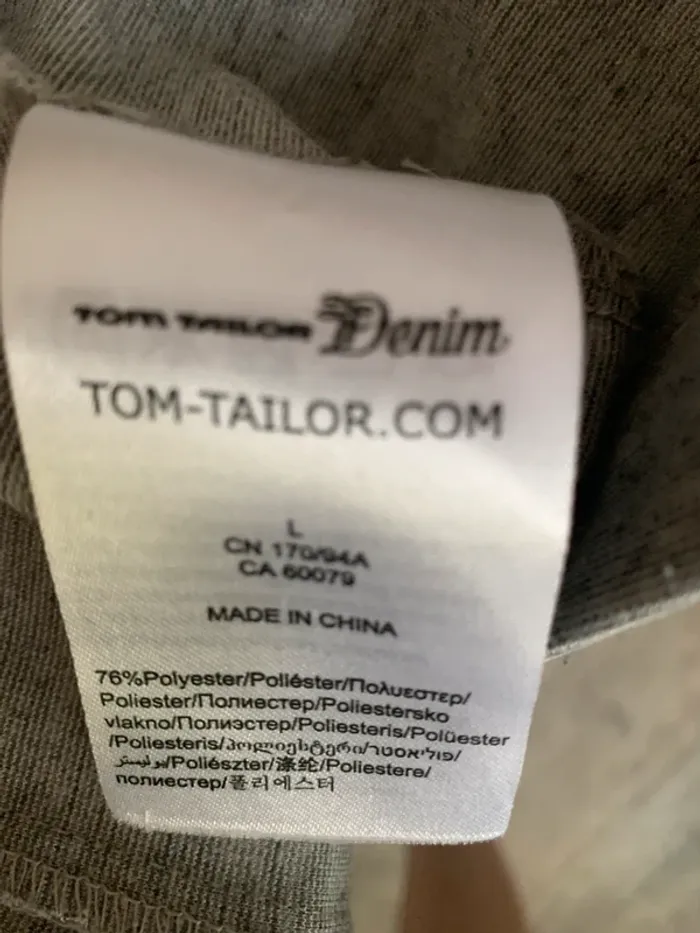 TOM TAILOR Denim
TOM-TAILOR.COM
L
CN 170/94A
CA 60079
MADE IN CHINA
76%Polyester/Poliéster/Πολυεστερ/
Poliester/Полиестер/Poliestersko
vlakno/Полиэстер/Poliesteris/Polüester
/Poliesteris/პოლიესტერი/פוליאסטר/
بوليستر/Poliészter/涤纶/Poliestere/
полиестер/폴리에스터